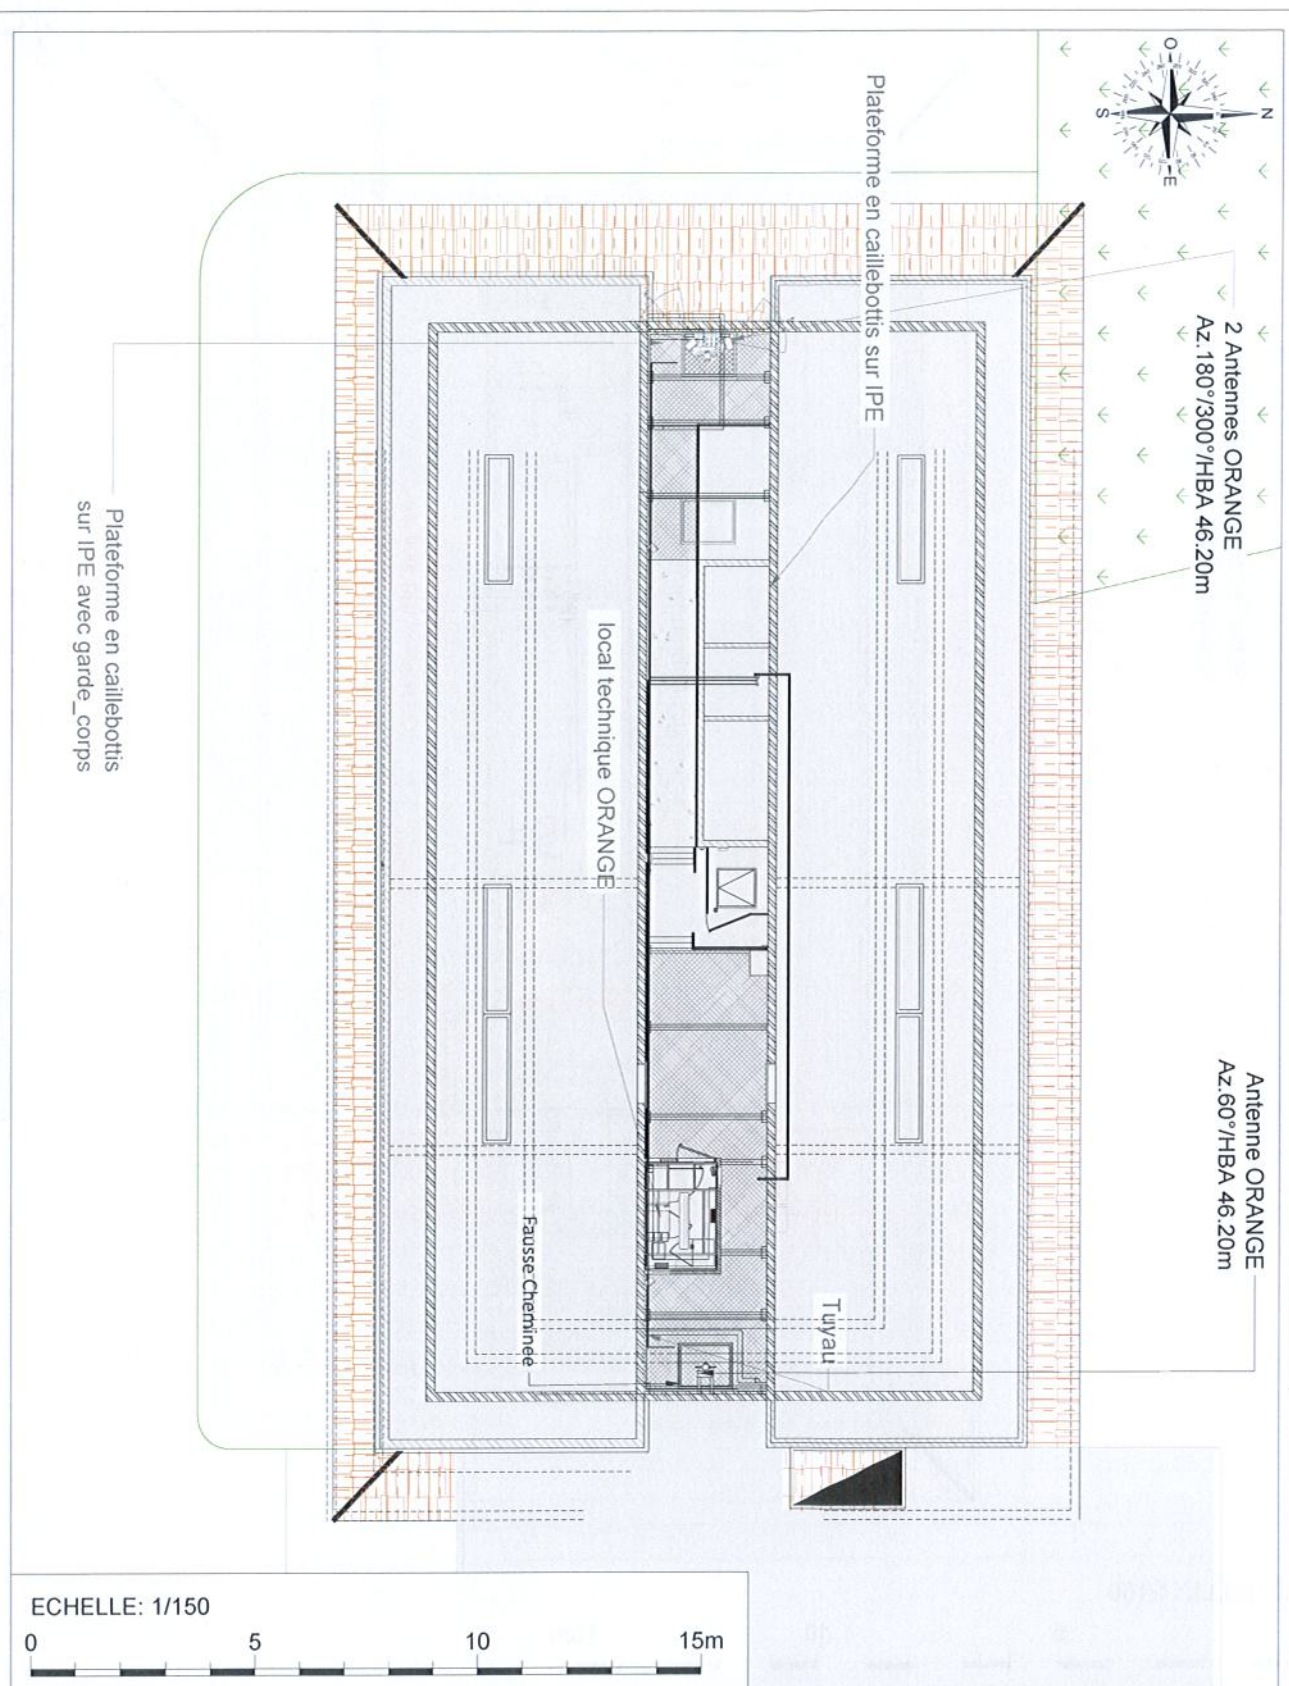 N
O
E
S
2 Antennes ORANGE
Az.180°/300°/HBA 46.20m
Plateforme en caillebottis sur IPE
Antenne ORANGE
Az.60°/HBA 46.20m
local technique ORANGE
Plateforme en caillebottis
sur IPE avec garde_corps
Tuyau
Fausse Cheminee
ECHELLE: 1/150
0 5 10 15m